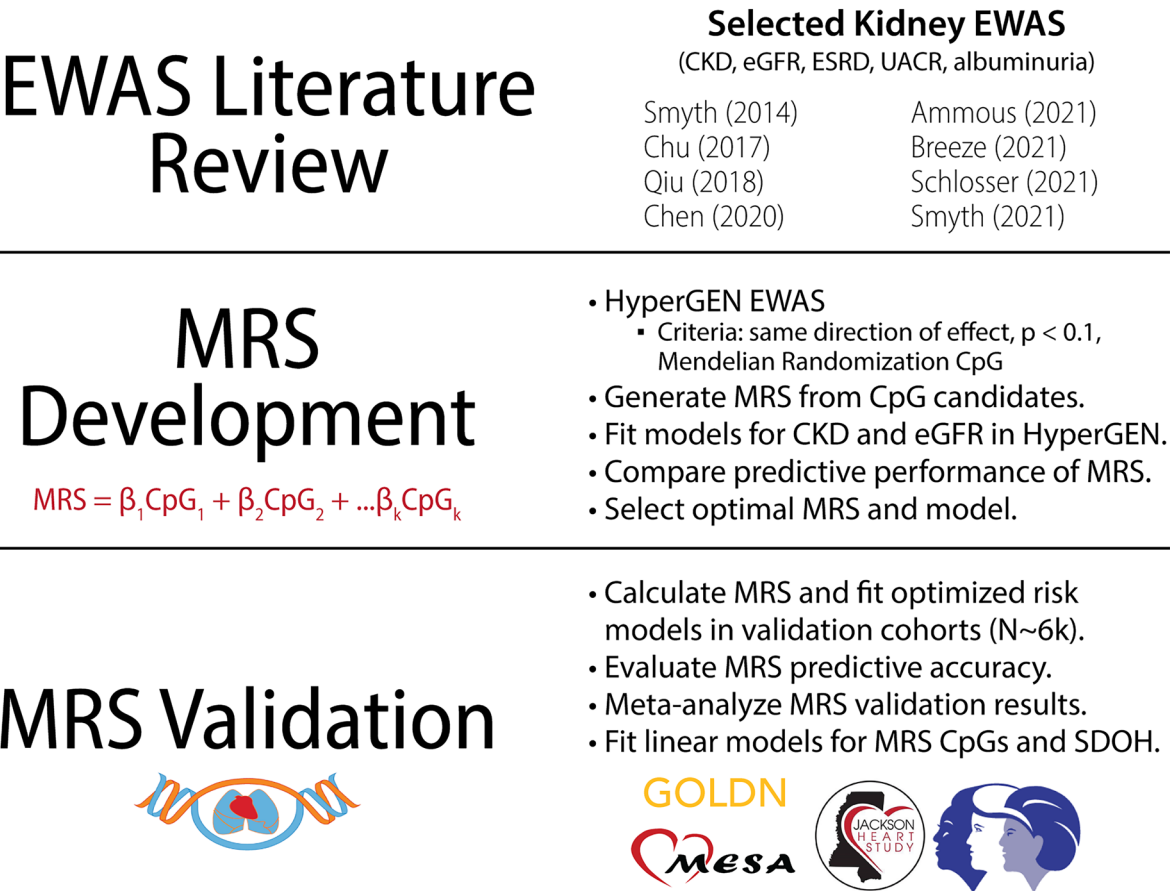 EWAS Literature
Review
Selected Kidney EWAS
(CKD, eGFR, ESRD, UACR, albuminuria)
Smyth (2014)
Chu (2017)
Qiu (2018)
Chen (2020)
Ammous (2021)
Breeze (2021)
Schlosser (2021)
Smyth (2021)
MRS
Development
MRS = β₁CpG₁ + β₂CpG₂ + ...βₖCpGₖ
• HyperGEN EWAS
▪ Criteria: same direction of effect, p < 0.1,
Mendelian Randomization CpG
• Generate MRS from CpG candidates.
• Fit models for CKD and eGFR in HyperGEN.
• Compare predictive performance of MRS.
• Select optimal MRS and model.
MRS Validation
• Calculate MRS and fit optimized risk
models in validation cohorts (N~6k).
• Evaluate MRS predictive accuracy.
• Meta-analyze MRS validation results.
• Fit linear models for MRS CpGs and SDOH.
GOLDN
MESA
JACKSON
HEART
STUDY